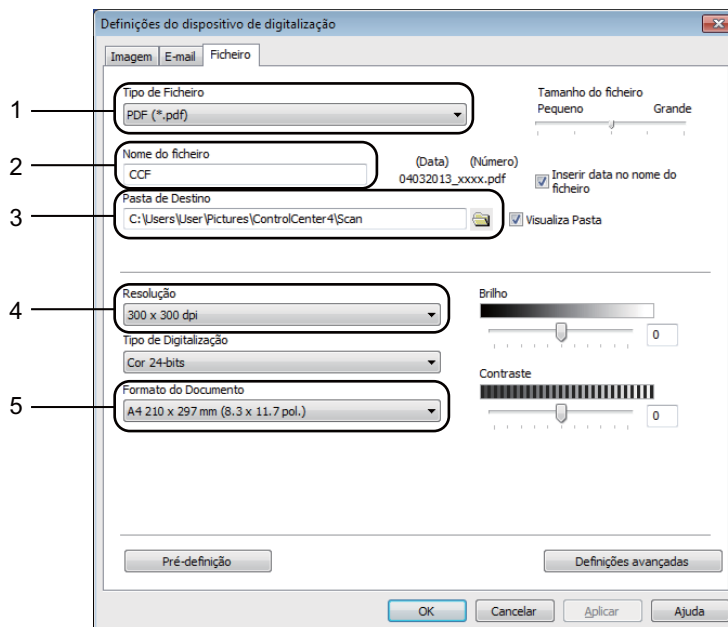 Definições do dispositivo de digitalização
Imagem E-mail Ficheiro
1
Tipo de Ficheiro
PDF (*.pdf)
Tamanho do ficheiro
Pequeno Grande
2
Nome do ficheiro
CCF
(Data) (Número)
04032013_xxxx.pdf
Inserir data no nome do
ficheiro
3
Pasta de Destino
C:\Users\User\Pictures\ControlCenter4\Scan
Visualiza Pasta
4
Resolução
300 x 300 dpi
Brilho
0
Tipo de Digitalização
Cor 24-bits
Contraste
0
5
Formato do Documento
A4 210 x 297 mm (8.3 x 11.7 pol.)
Pré-definição
Definições avançadas
OK Cancelar Aplicar Ajuda